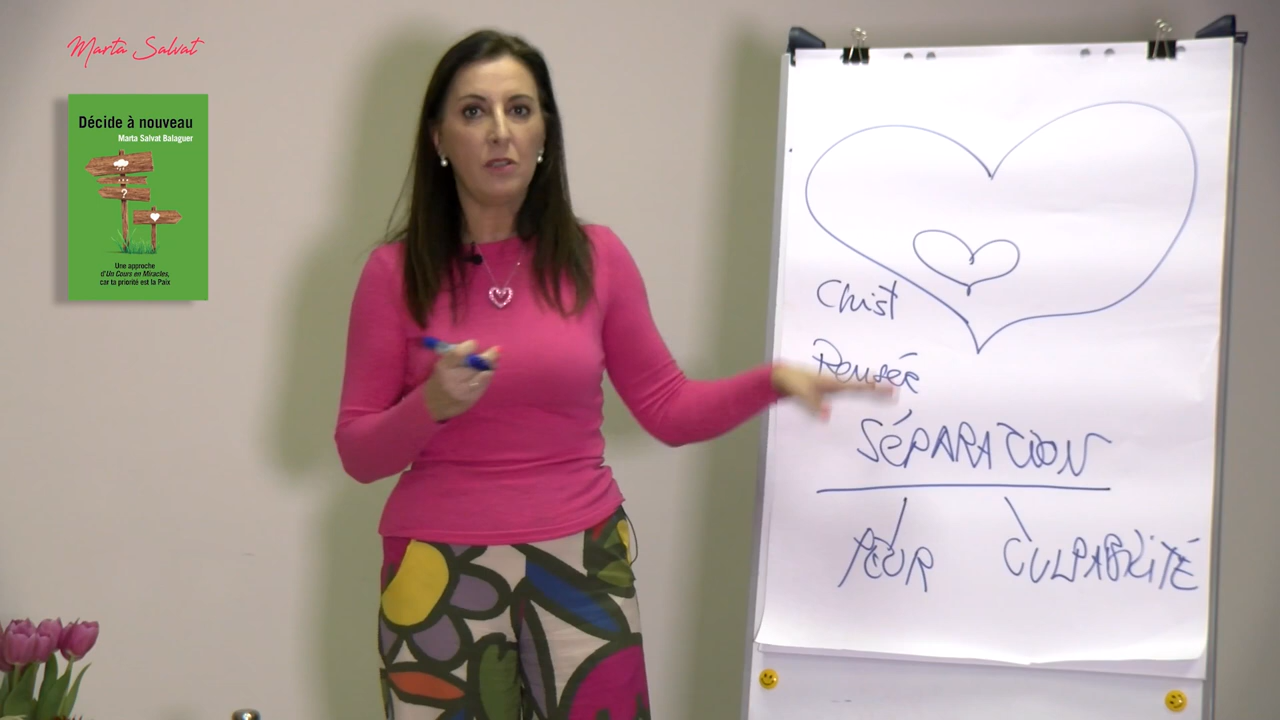 Marta Salvat
Décide à nouveau
Marta Salvat Balaguer
?
Une approche
d'Un Cours en Miracles,
car ta priorité est la Paix
Christ
Pensée
SÉPARATION
PEUR
CULPABILITÉ